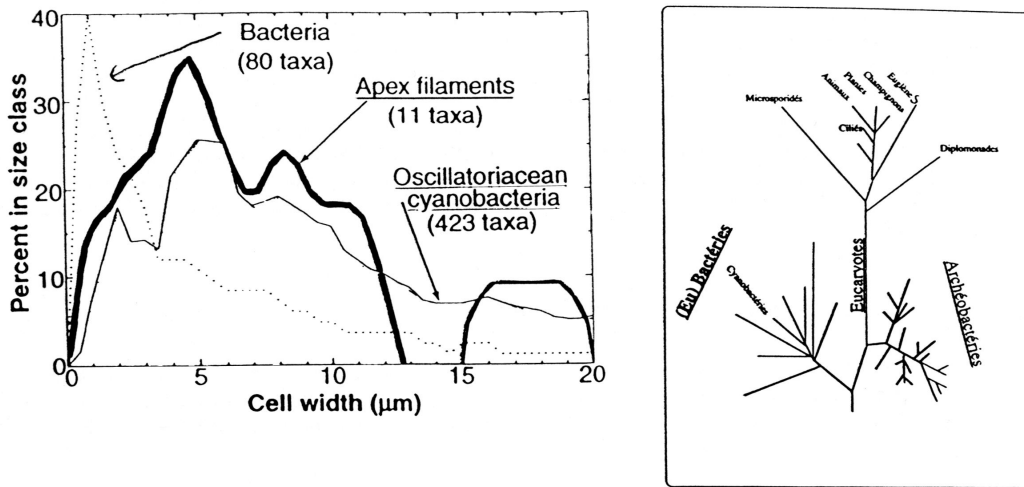 Percent in size class
40
30
20
10
0
0
5
10
15
20
Cell width (μm)
Bacteria
(80 taxa)
Apex filaments
(11 taxa)
Oscillatoriacean
cyanobacteria
(423 taxa)
Microsporidés
Animaux
Plantes
Champignons
Ciliés
Diplomonades
(Eu) Bactéries
Cyanobactéries
Eucaryotes
Archéobactéries